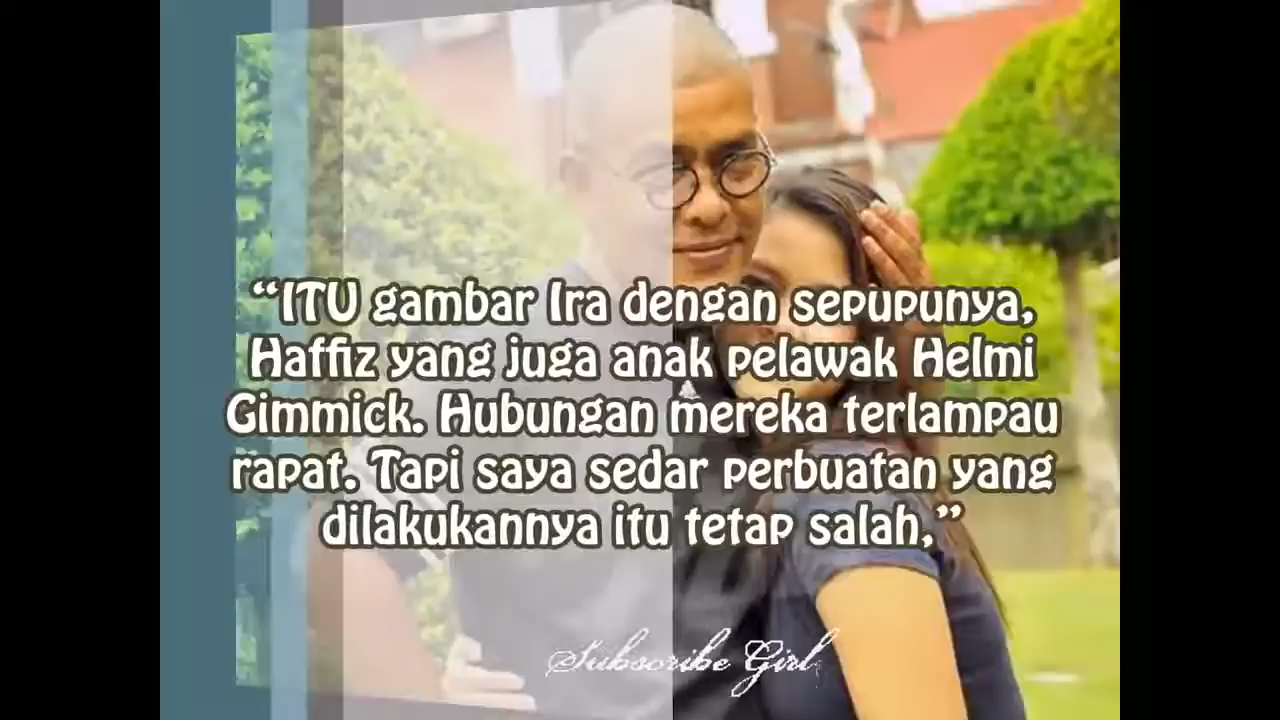 “ITU gambar Ira dengan sepupunya,
Haffiz yang juga anak pelawak Helmi
Gimmick. Hubungan mereka terlampau
rapat. Tapi saya sedar perbuatan yang
dilakukannya itu tetap salah,”
Subscribe Girl